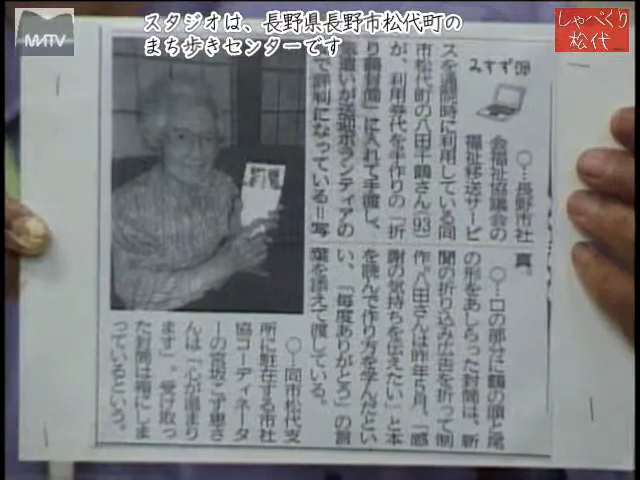 MATV
スタジオは、長野県長野市松代町の
まち歩きセンターです
しゃべくり
松代
みすず野
○…長野市社
会福祉協議会の
福祉移送サービ
スを通院時に利用している同
市松代町の八田千鶴さん(93)
が、利用券代を手作りの「折
り鶴封筒」に入れて手渡し、
心遣いが送迎ボランティアの
間で評判になっている＝写
真。
○…口の部分に鶴の頭と尾
の形をあしらった封筒は、新
聞の折り込み広告を折って制
作。八田さんは昨年5月、「感
謝の気持ちを伝えたい」と本
を読んで作り方を学んだとい
い、「毎度ありがとう」の言
葉を添えて渡している。
○…同市松代支
所に駐在する市社
協コーディネータ
ーの宮坂
さ
んは「心が温まり
ます」。受け取っ
た封筒は箱にしま
っているという。